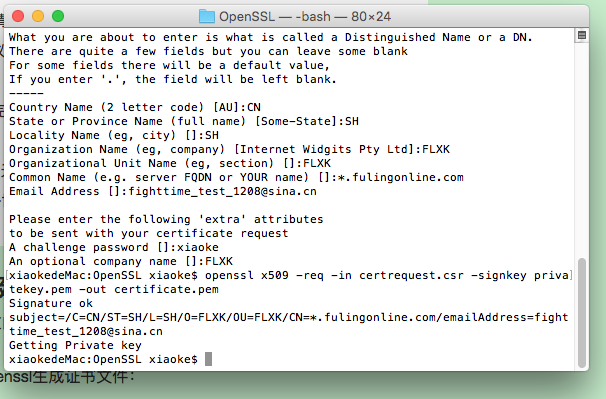 OpenSSL — -bash — 80×24
What you are about to enter is what is called a Distinguished Name or a DN.
There are quite a few fields but you can leave some blank
For some fields there will be a default value,
If you enter '.', the field will be left blank.
-----
Country Name (2 letter code) [AU]:CN
State or Province Name (full name) [Some-State]:SH
Locality Name (eg, city) []:SH
Organization Name (eg, company) [Internet Widgits Pty Ltd]:FLXK
Organizational Unit Name (eg, section) []:FLXK
Common Name (e.g. server FQDN or YOUR name) []:*.fulingonline.com
Email Address []:fighttime_test_1208@sina.cn
Please enter the following 'extra' attributes
to be sent with your certificate request
A challenge password []:xiaoke
An optional company name []:FLXK
[xiaokedeMac:OpenSSL xiaoke$ openssl x509 -req -in certrequest.csr -signkey priva]
tekey.pem -out certificate.pem
Signature ok
subject=/C=CN/ST=SH/L=SH/O=FLXK/OU=FLXK/CN=*.fulingonline.com/emailAddress=fight
time_test_1208@sina.cn
Getting Private key
xiaokedeMac:OpenSSL xiaoke$
enssl生成证书文件：